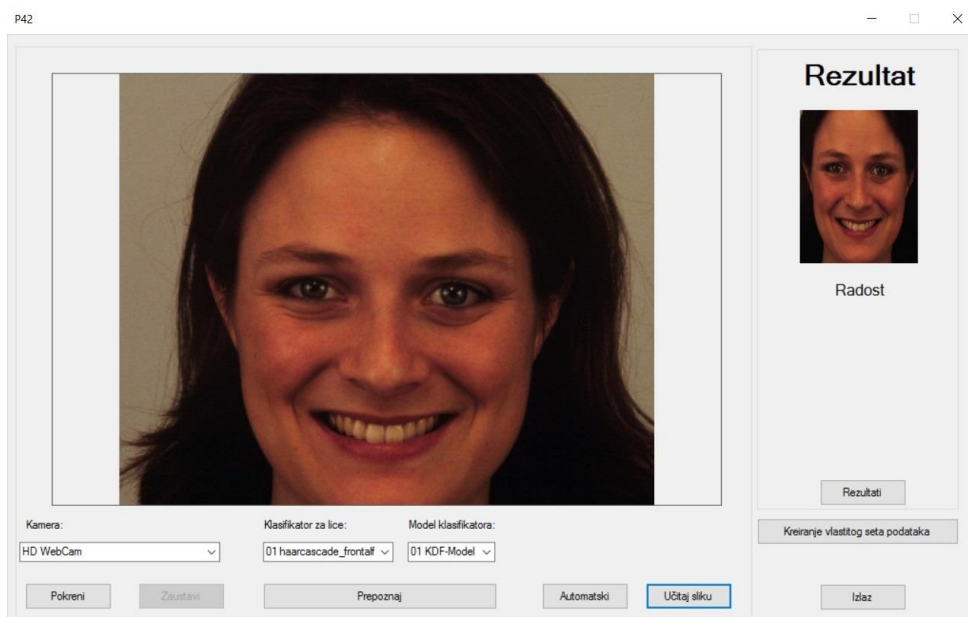 P42
Rezultat
Radost
Rezultati
Kamera:
Klasifikator za lice:
Model klasifikatora:
Kreiranje vlastitog seta podataka
HD WebCam
01 haarcascade_frontalf
01 KDF-Model
Pokreni
Zaustavi
Prepoznaj
Automatski
Učitaj sliku
Izlaz